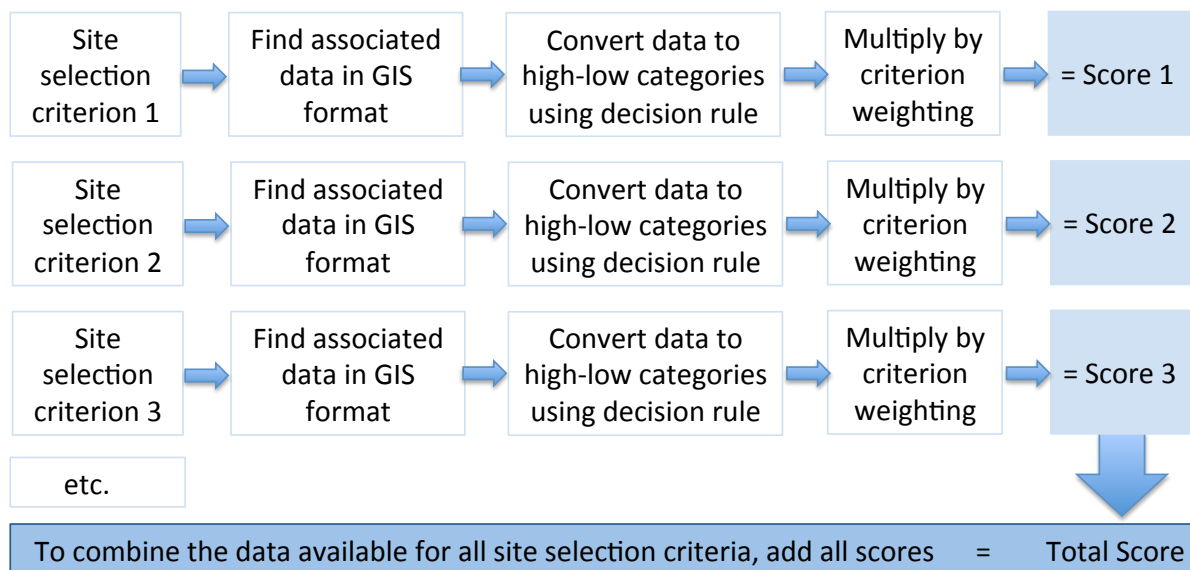 Site
selection
criterion 1
Find associated
data in GIS
format
Convert data to
high-low categories
using decision rule
Multiply by
criterion
weighting
= Score 1
Site
selection
criterion 2
Find associated
data in GIS
format
Convert data to
high-low categories
using decision rule
Multiply by
criterion
weighting
= Score 2
Site
selection
criterion 3
Find associated
data in GIS
format
Convert data to
high-low categories
using decision rule
Multiply by
criterion
weighting
= Score 3
etc.
To combine the data available for all site selection criteria, add all scores = Total Score